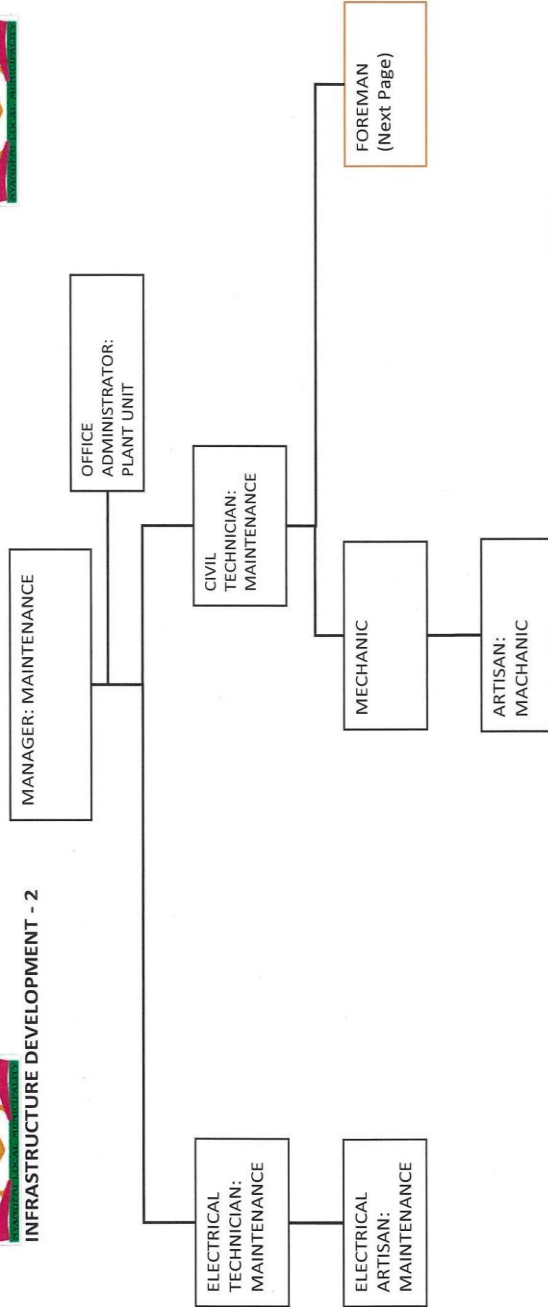 INFRASTRUCTURE DEVELOPMENT - 2
MANAGER: MAINTENANCE
OFFICE
ADMINISTRATOR:
PLANT UNIT
ELECTRICAL
TECHNICIAN:
MAINTENANCE
CIVIL
TECHNICIAN:
MAINTENANCE
ELECTRICAL
ARTISAN:
MAINTENANCE
MECHANIC
FOREMAN
(Next Page)
ARTISAN:
MACHANIC